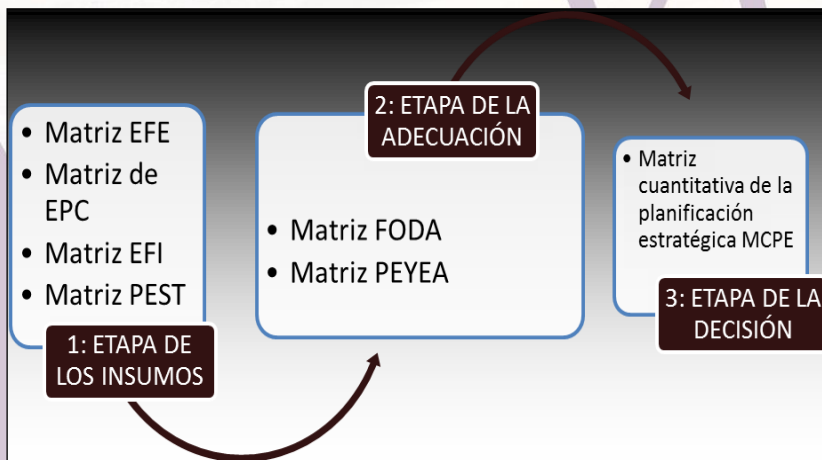 • Matriz EFE
• Matriz de
EPC
• Matriz EFI
• Matriz PEST
1: ETAPA DE
LOS INSUMOS
2: ETAPA DE LA
ADECUACIÓN
• Matriz FODA
• Matriz PEYEA
• Matriz
cuantitativa de la
planificación
estratégica MCPE
3: ETAPA DE LA
DECISIÓN